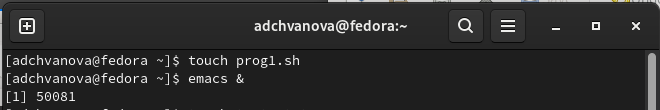 adchvanova@fedora:~
[adchvanova@fedora ~]$ touch prog1.sh
[adchvanova@fedora ~]$ emacs &
[1] 50081